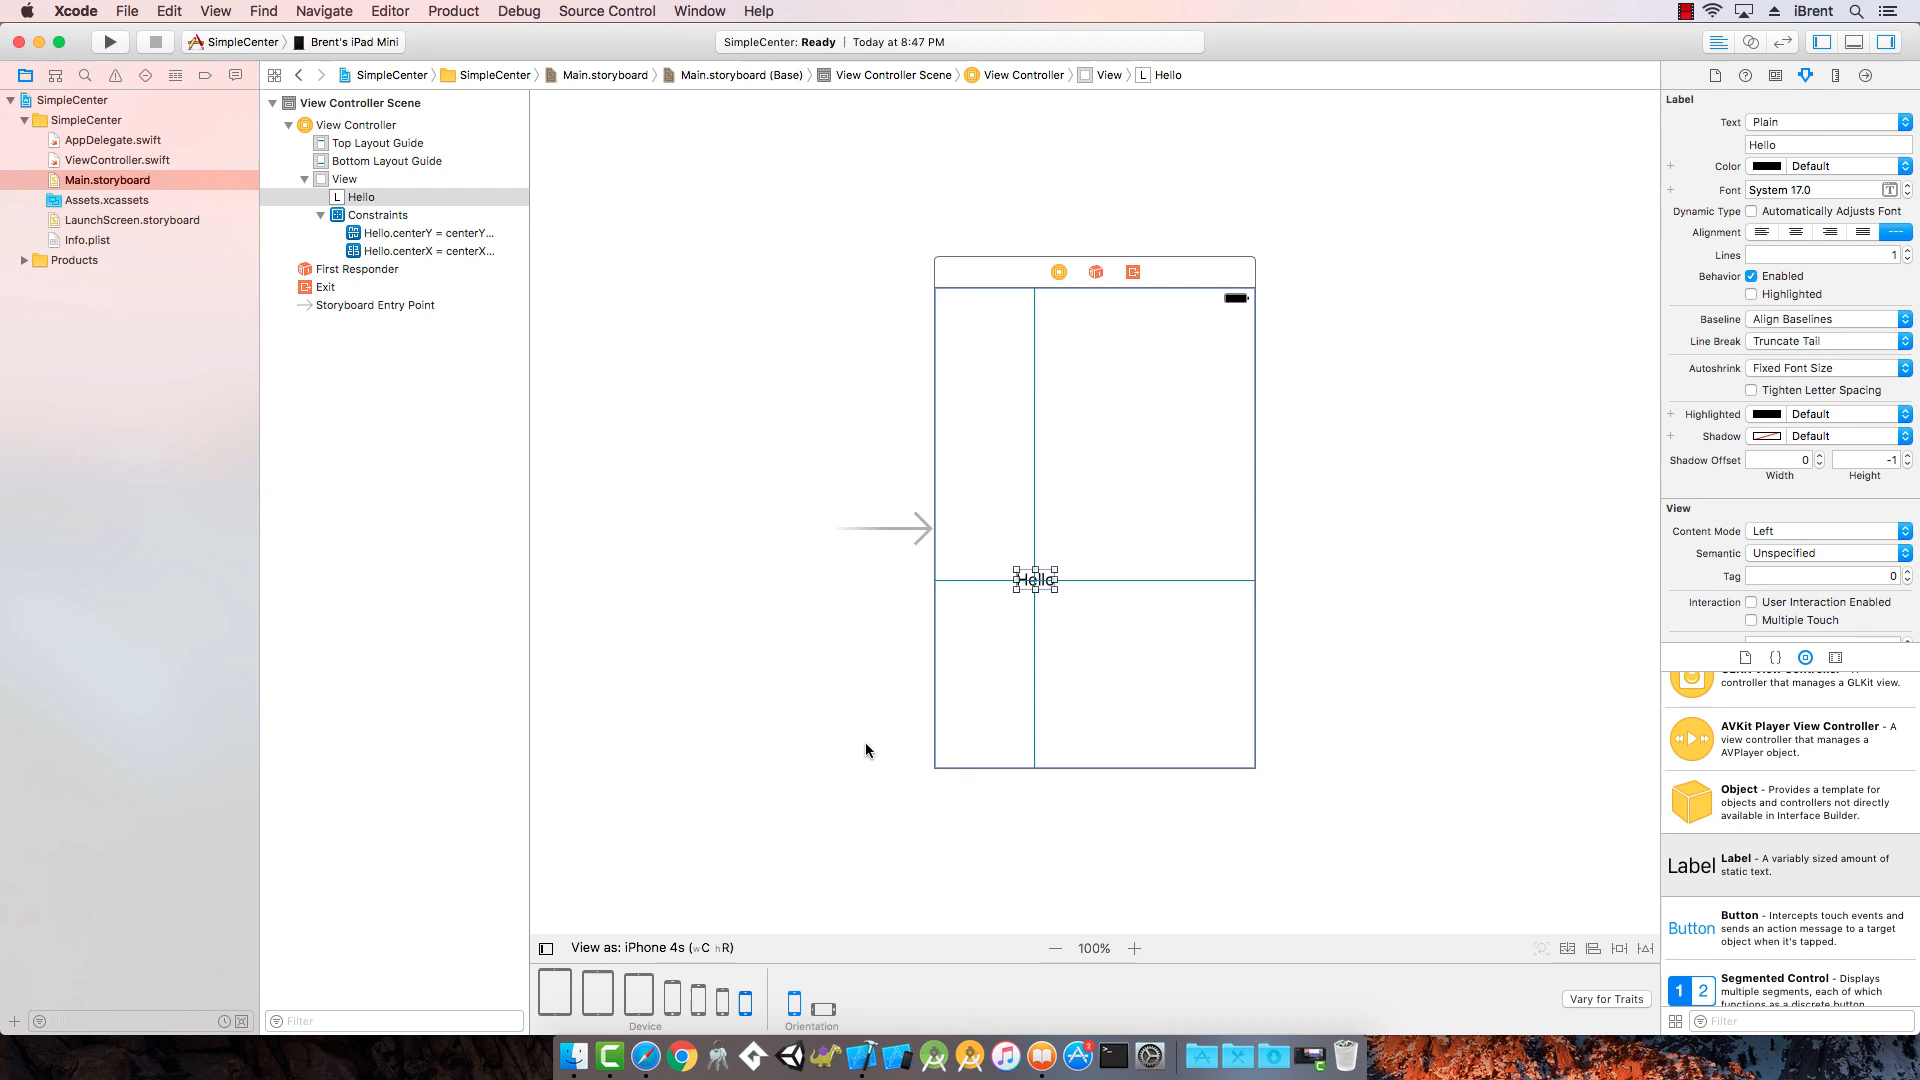 Xcode File Edit View Find Navigate Editor Product Debug Source Control Window Help iBrent
SimpleCenter Brent's iPad Mini SimpleCenter: Ready Today at 8:47 PM
SimpleCenter SimpleCenter Main.storyboard Main.storyboard (Base) View Controller Scene View Controller View L Hello
SimpleCenter
SimpleCenter
AppDelegate.swift
ViewController.swift
Main.storyboard
Assets.xcassets
LaunchScreen.storyboard
Info.plist
Products
Filter
View Controller Scene
View Controller
Top Layout Guide
Bottom Layout Guide
View
L Hello
Constraints
Hello.centerY = centerY...
Hello.centerX = centerX...
First Responder
Exit
Storyboard Entry Point
Filter
Hello
View as: iPhone 4s (wC hR)
100%
Device
Orientation
Vary for Traits
Label
Text Plain
Hello
Color Default
Font System 17.0
Dynamic Type Automatically Adjusts Font
Alignment
Lines 1
Behavior Enabled
Highlighted
Baseline Align Baselines
Line Break Truncate Tail
Autoshrink Fixed Font Size
Tighten Letter Spacing
Highlighted Default
Shadow Default
Shadow Offset 0 -1
Width Height
View
Content Mode Left
Semantic Unspecified
Tag 0
Interaction User Interaction Enabled
Multiple Touch
controller that manages a GLKit view.
AVKit Player View Controller - A
view controller that manages a
AVPlayer object.
Object - Provides a template for
objects and controllers not directly
available in Interface Builder.
Label
Label - A variably sized amount of
static text.
Button
Button - Intercepts touch events and
sends an action message to a target
object when it's tapped.
1 2
Segmented Control - Displays
multiple segments, each of which
functions as a discrete button.
Filter
2